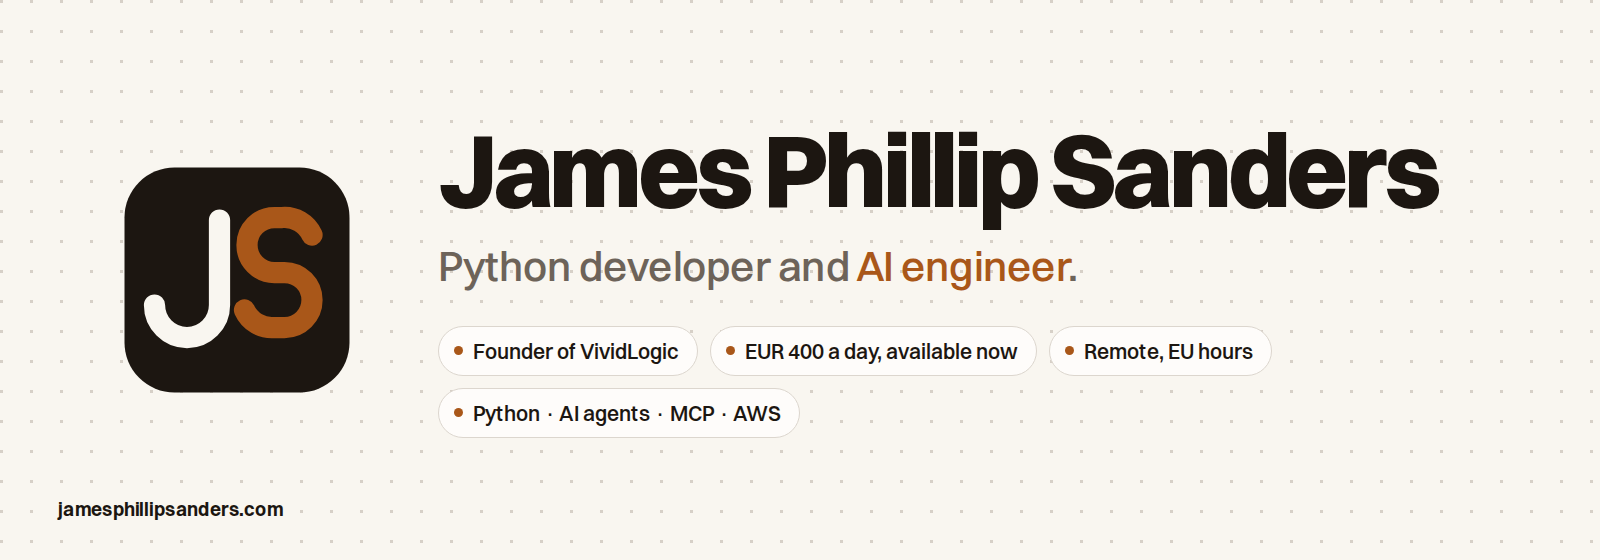 JS
James Phillip Sanders
Python developer and AI engineer.
Founder of VividLogic
EUR 400 a day, available now
Remote, EU hours
Python · AI agents · MCP · AWS
jamesphillipsanders.com